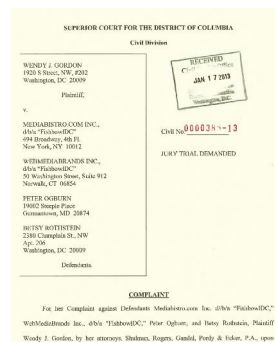 SUPERIOR COURT FOR THE DISTRICT OF COLUMBIA
Civil Division
WENDY J. GORDON
1920 S Street, NW, #202
Washington, DC 20009
Plaintiff,
v.
MEDIABISTRO.COM INC.,
d/b/a "FishbowlDC"
494 Broadway, 4th Fl.
New York, NY 10012
WEBMEDIABRANDS INC.,
d/b/a "FishbowlDC"
50 Washington Street, Suite 912
Norwalk, CT 06854
PETER OGBURN
19002 Steeple Place
Germantown, MD 20874
BETSY ROTHSTEIN
2380 Champlain St., NW
Apt. 206
Washington, DC 20009
Defendants.
RECEIVED
Civil Office
JAN 17 2013
Washington, DC
Civil No. -13
JURY TRIAL DEMANDED
COMPLAINT
For her Complaint against Defendants Mediabistro.com Inc. d/b/a "FishbowlDC,"
WebMediaBrands Inc., d/b/a "FishbowlDC," Peter Ogburn, and Betsy Rothstein, Plaintiff
Wendy J. Gordon, by her attorneys, Shulman, Rogers, Gandal, Pordy & Ecker, P.A., upon